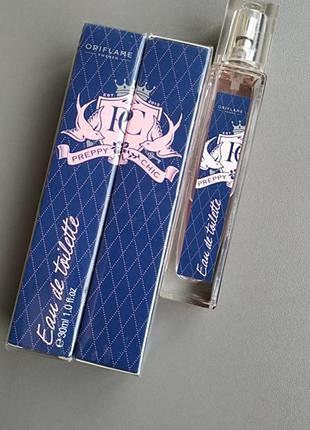 ORIFLAME
SWEDEN
PC
PREPPY CHIC
Eau de toilette
℮ 30ml 1.0 fl.oz
PC
PREPPY
Eau de toilette